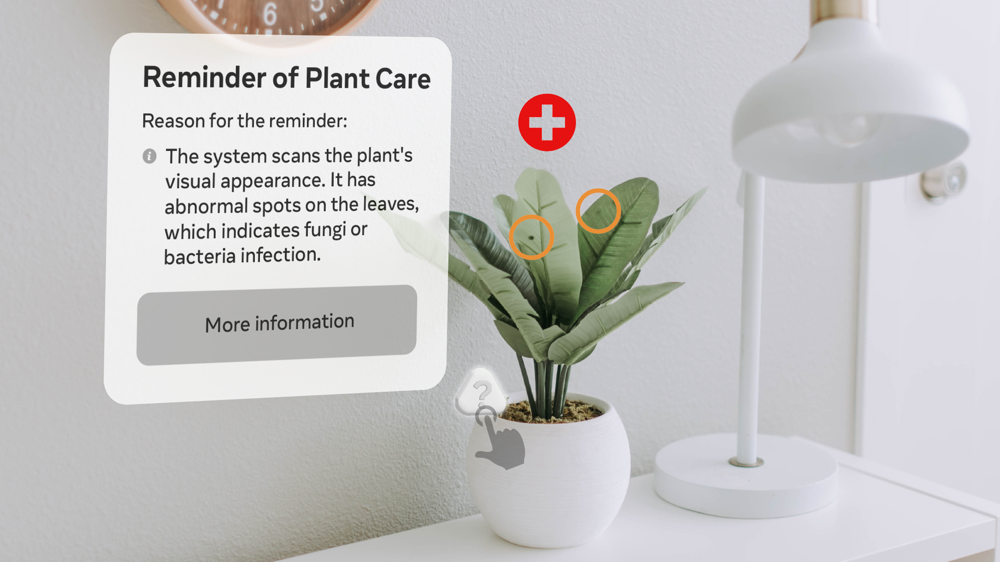 7 6 5
Reminder of Plant Care
Reason for the reminder:
i The system scans the plant's
visual appearance. It has
abnormal spots on the leaves,
which indicates fungi or
bacteria infection.
More information
?